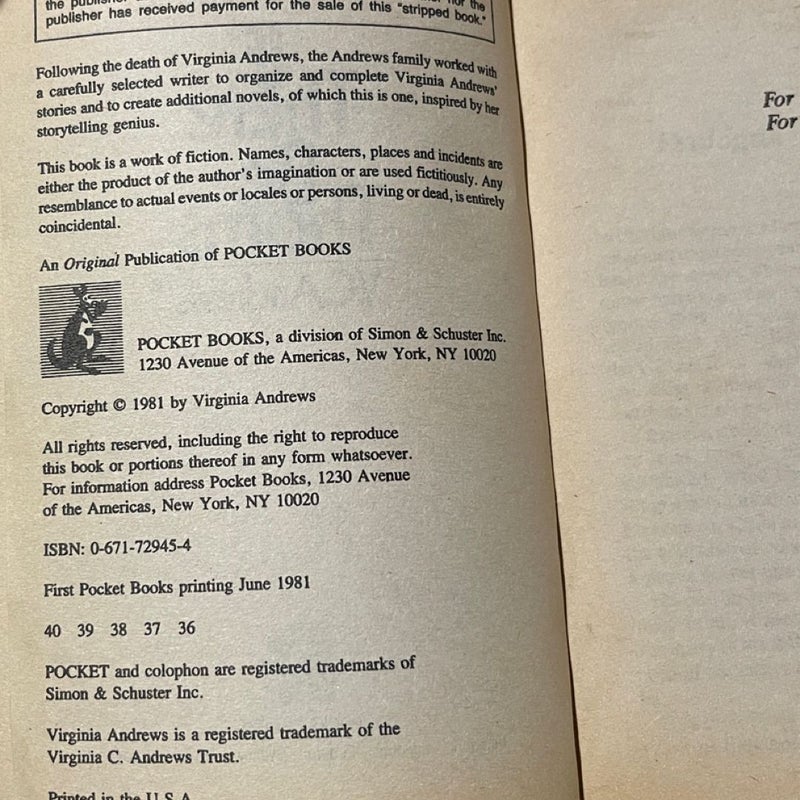 the
publisher has received payment for the sale of this "stripped book."
Following the death of Virginia Andrews, the Andrews family worked with
a carefully selected writer to organize and complete Virginia Andrews'
stories and to create additional novels, of which this is one, inspired by her
storytelling genius.
This book is a work of fiction. Names, characters, places and incidents are
either the product of the author's imagination or are used fictitiously. Any
resemblance to actual events or locales or persons, living or dead, is entirely
coincidental.
An Original Publication of POCKET BOOKS
POCKET BOOKS, a division of Simon & Schuster Inc.
1230 Avenue of the Americas, New York, NY 10020
Copyright © 1981 by Virginia Andrews
All rights reserved, including the right to reproduce
this book or portions thereof in any form whatsoever.
For information address Pocket Books, 1230 Avenue
of the Americas, New York, NY 10020
ISBN: 0-671-72945-4
First Pocket Books printing June 1981
40 39 38 37 36
POCKET and colophon are registered trademarks of
Simon & Schuster Inc.
Virginia Andrews is a registered trademark of the
Virginia C. Andrews Trust.
Printed in the U.S.A.
For
For